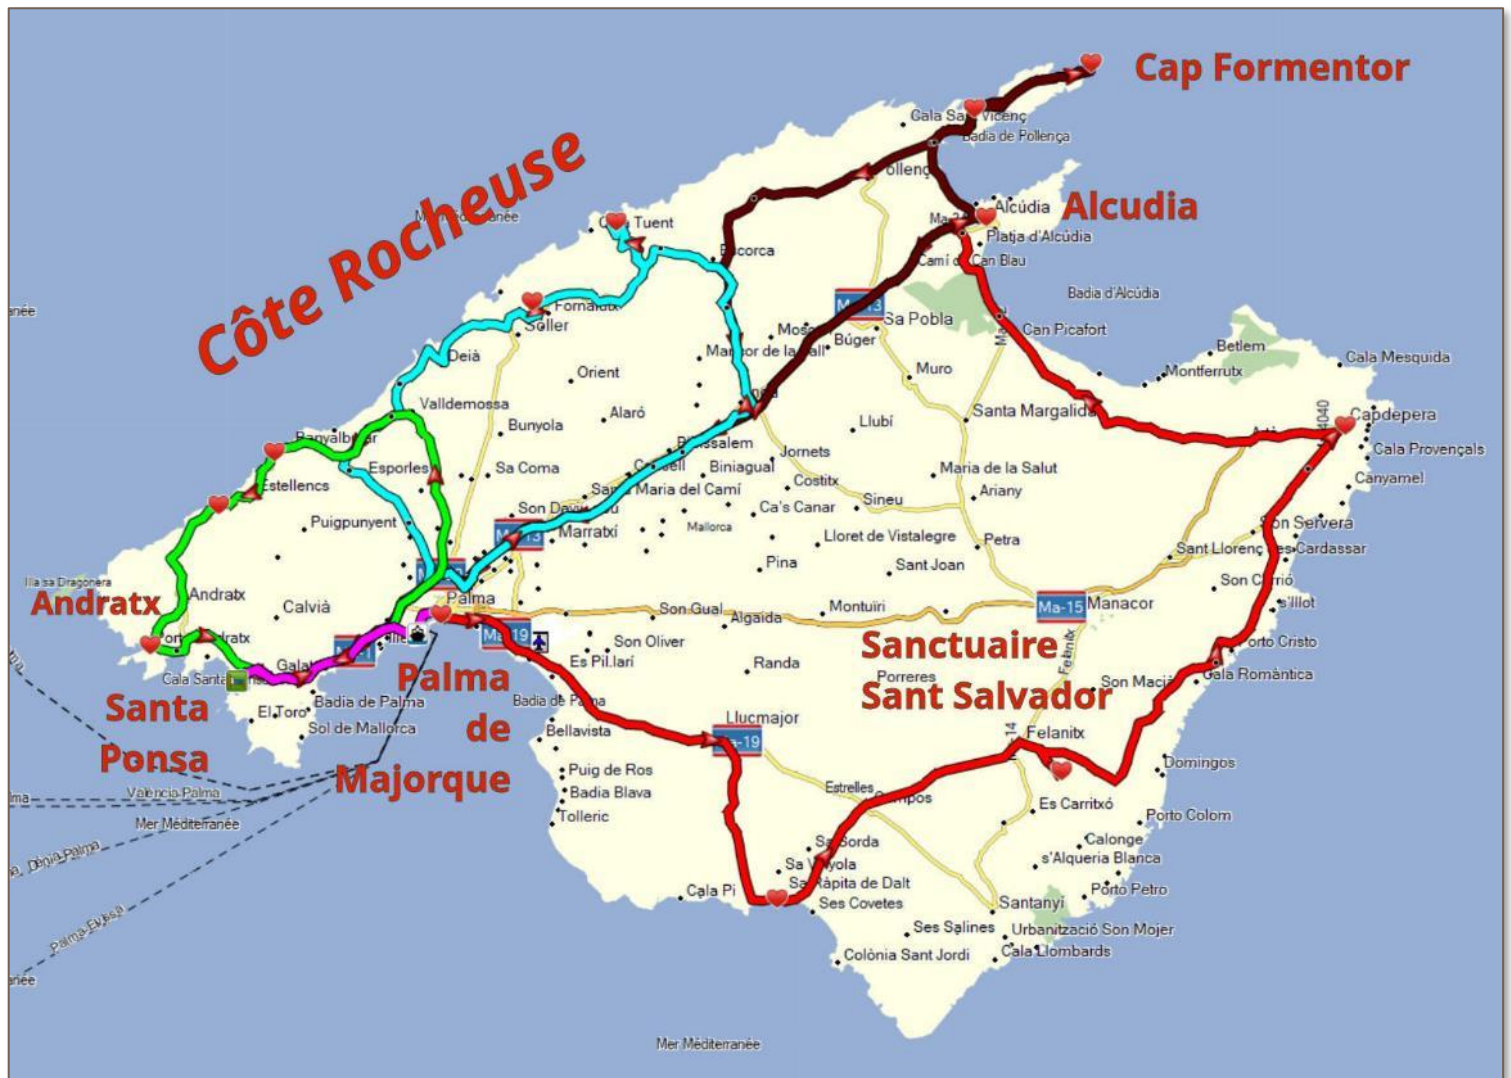 Cap Formentor
Cala Sa Vicenç
Badia de Pollença
ollenç
Alcúdia
Alcudia
Côte Rocheuse
Tuent
Platja d'Alcúdia
Camí de Can Blau
Badia d'Alcúdia
Fornalutx
Sóller
Sa Pobla
Can Picafort
Búger
Betlem
Cala Mesquida
Deià
Orient
Muro
Montferrutx
Valldemossa
Alaró
Llubí
Santa Margalida
Capdepera
Bunyola
Cala Provençals
Jornets
Esporles
Sa Coma
Biniagual
Maria de la Salut
Canyamel
Estellencs
Costitx
Ariany
Sineu
Maria del Camí
Ca's Canar
Puigpunyent
Mallorca
Son Servera
Marratxí
Lloret de Vistalegre
Petra
Sant Llorenç des Cardassar
Pina
Sant Joan
Illa sa Dragonera
Son Carrió
Andratx
Andratx
Calvià
Palma
Son Gual
Algaida
Montuïri
Ma-15
Manacor
s'Illot
Ma-19
Son Oliver
Sanctuaire
Felanitx
Porto Cristo
Es Pil.larí
Randa
Porreres
Cala Romàntica
Palma
Badia de Palma
Badia de Palma
Sant Salvador
Son Macià
Santa
El Toro
Llucmajor
Sol de Mallorca
de
Bellavista
Felanitx
Ponsa
Majorque
Puig de Ros
Domingos
València-Palma
Badia Blava
Estrelles
Es Carritxó
Mer Méditerranée
Tolleric
Porto Colom
Dénia-Palma
Calonge
s'Alqueria Blanca
Cala Pi
Sa Ràpita de Dalt
Porto Petro
Ses Covetes
Santanyí
Palma-Eivissa
Ses Salines
Urbanització Son Mojer
Colònia Sant Jordi
Cala Llombards
Mer Méditerranée